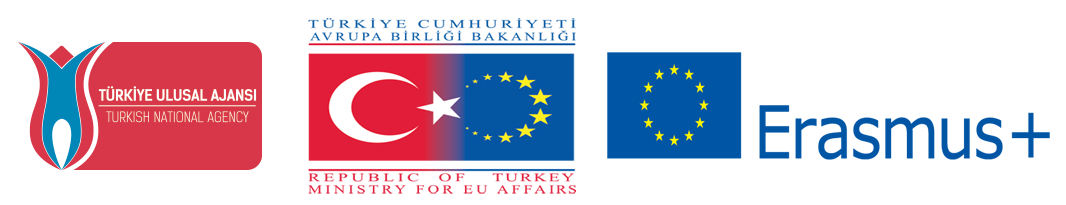 TÜRKİYE ULUSAL AJANSI
TURKISH NATIONAL AGENCY
TÜRKİYE CUMHURİYETİ
AVRUPA BİRLİĞİ BAKANLIĞI
REPUBLIC OF TURKEY
MINISTRY FOR EU AFFAIRS
Erasmus+